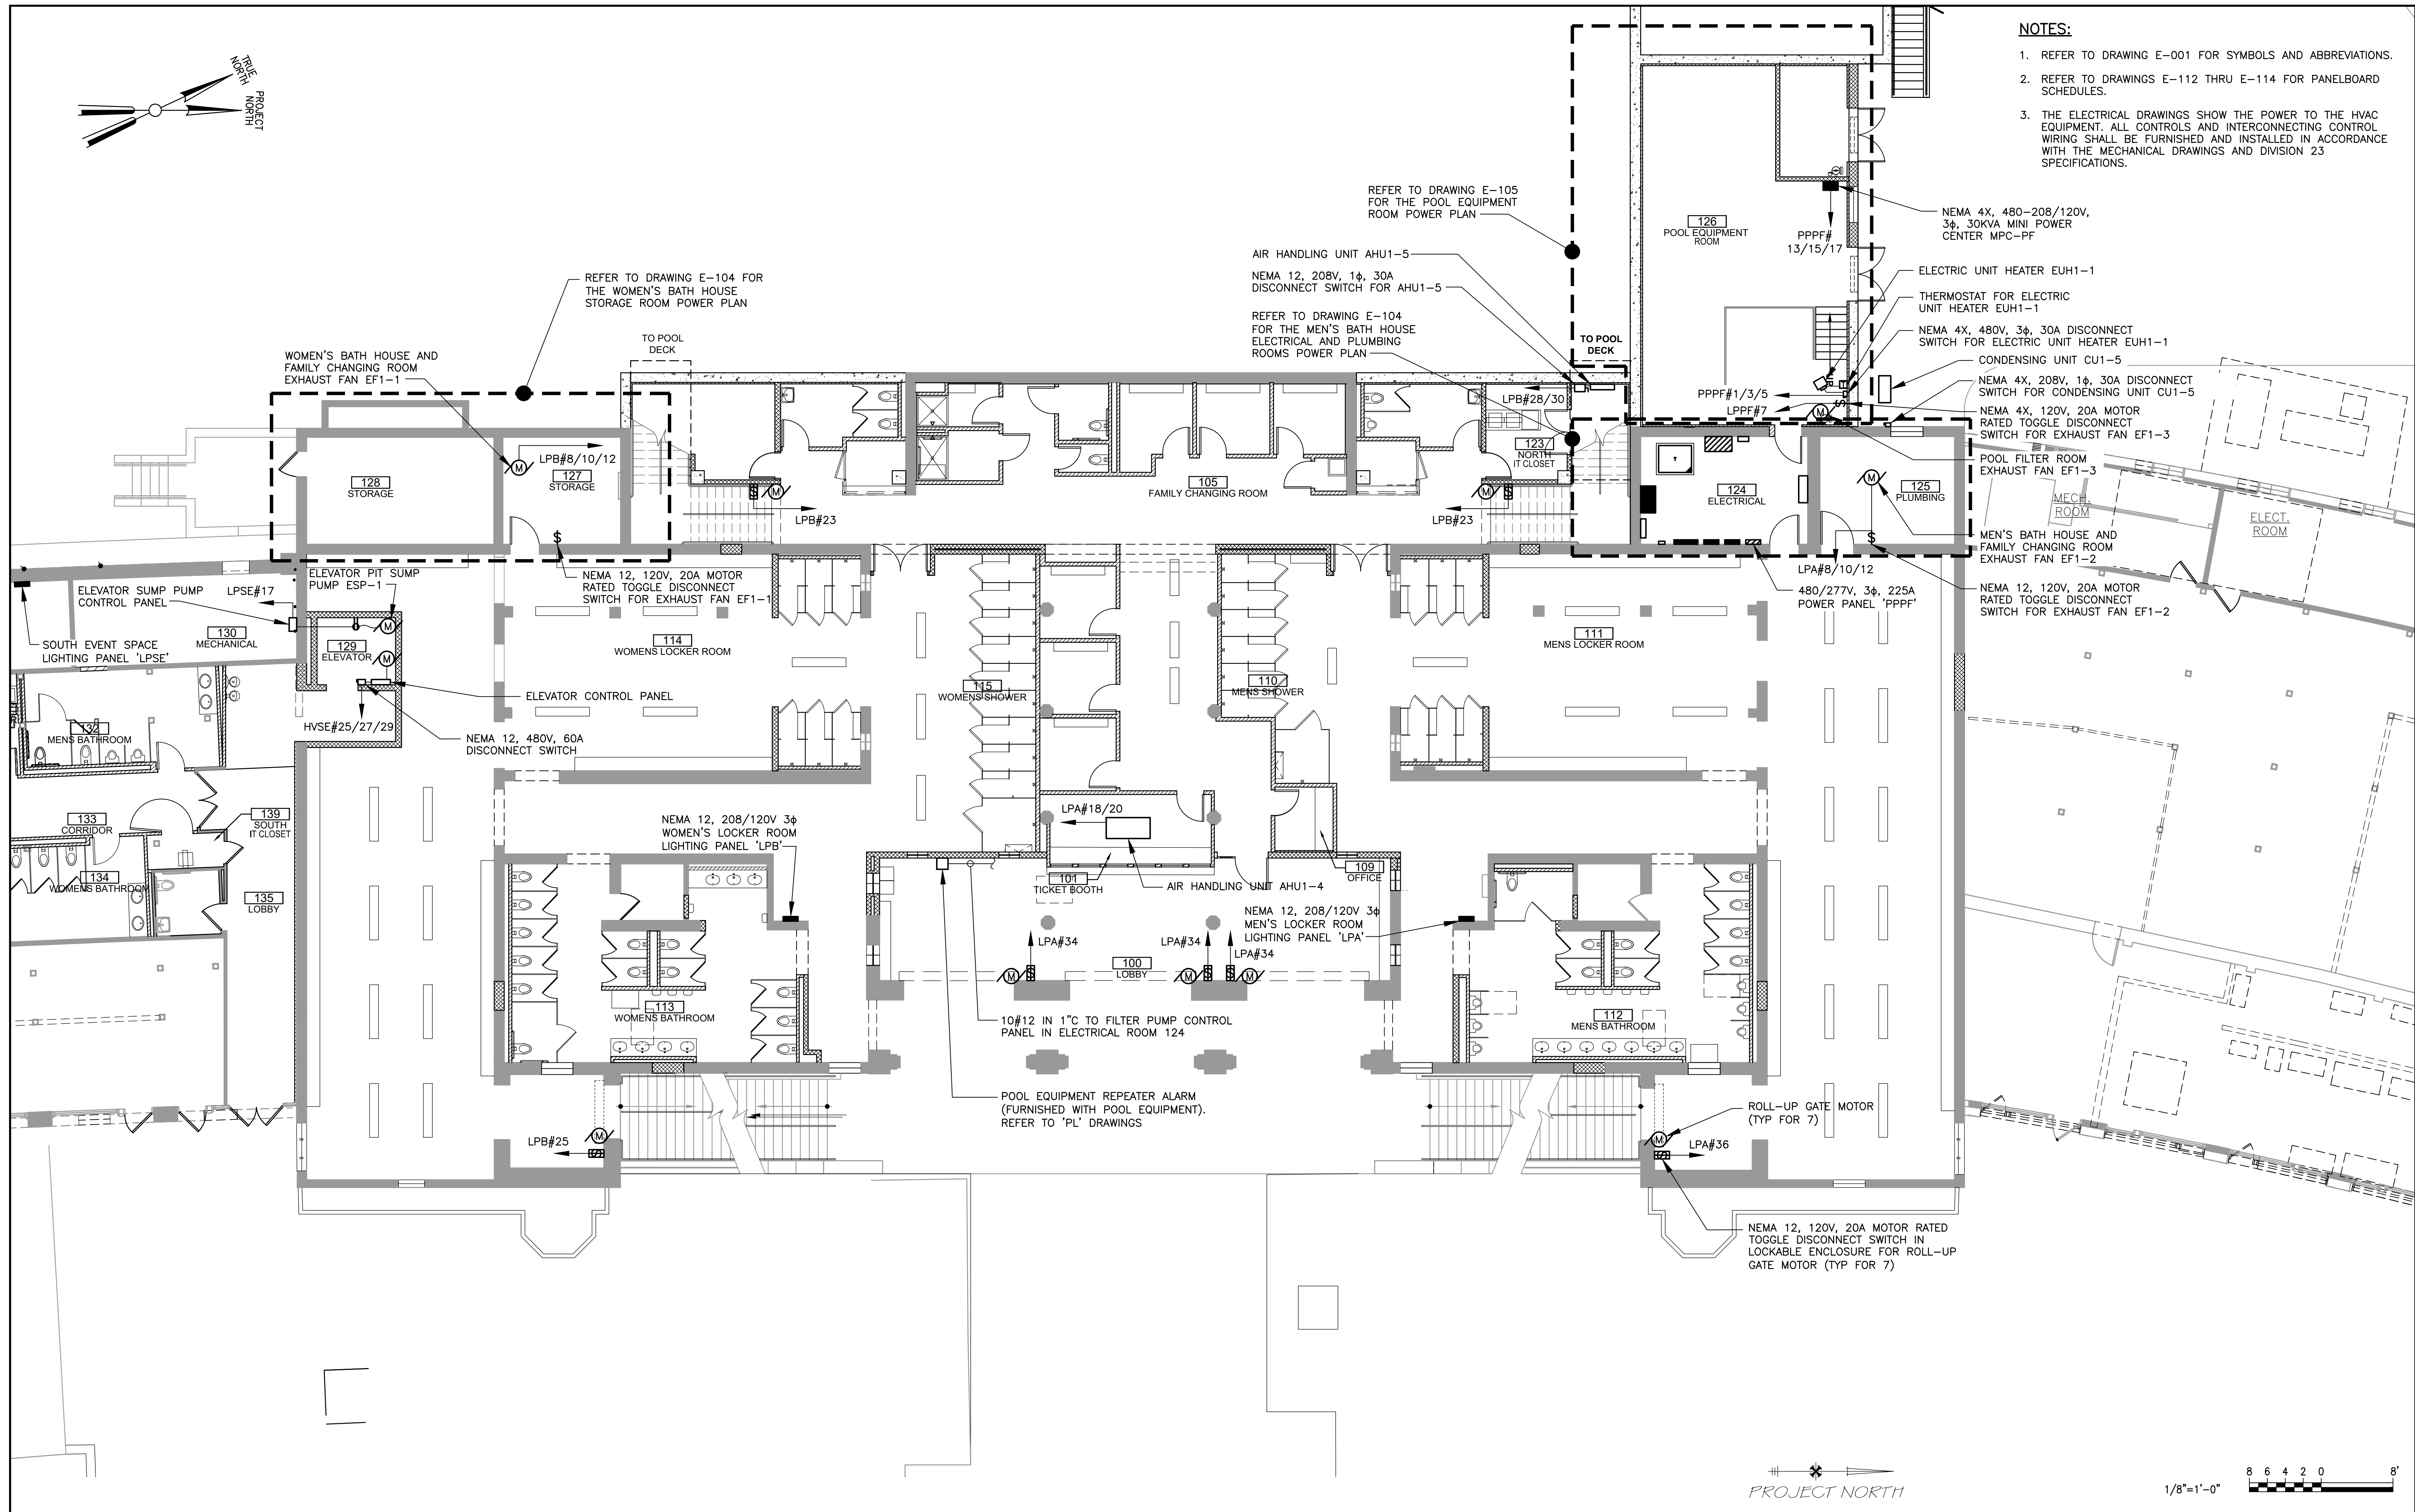 TRUE
NORTH
PROJECT
NORTH
NOTES:
1. REFER TO DRAWING E-001 FOR SYMBOLS AND ABBREVIATIONS.
2. REFER TO DRAWINGS E-112 THRU E-114 FOR PANELBOARD
SCHEDULES.
3. THE ELECTRICAL DRAWINGS SHOW THE POWER TO THE HVAC
EQUIPMENT. ALL CONTROLS AND INTERCONNECTING CONTROL
WIRING SHALL BE FURNISHED AND INSTALLED IN ACCORDANCE
WITH THE MECHANICAL DRAWINGS AND DIVISION 23
SPECIFICATIONS.
REFER TO DRAWING E-105
FOR THE POOL EQUIPMENT
ROOM POWER PLAN
126
POOL EQUIPMENT
ROOM
PPPF#
13/15/17
NEMA 4X, 480-208/120V,
3ϕ, 30KVA MINI POWER
CENTER MPC-PF
AIR HANDLING UNIT AHU1-5
NEMA 12, 208V, 1ϕ, 30A
DISCONNECT SWITCH FOR AHU1-5
REFER TO DRAWING E-104
FOR THE MEN'S BATH HOUSE
ELECTRICAL AND PLUMBING
ROOMS POWER PLAN
ELECTRIC UNIT HEATER EUH1-1
THERMOSTAT FOR ELECTRIC
UNIT HEATER EUH1-1
NEMA 4X, 480V, 3ϕ, 30A DISCONNECT
SWITCH FOR ELECTRIC UNIT HEATER EUH1-1
CONDENSING UNIT CU1-5
NEMA 4X, 208V, 1ϕ, 30A DISCONNECT
SWITCH FOR CONDENSING UNIT CU1-5
NEMA 4X, 120V, 20A MOTOR
RATED TOGGLE DISCONNECT
SWITCH FOR EXHAUST FAN EF1-3
POOL FILTER ROOM
EXHAUST FAN EF1-3
MECH.
ROOM
ELECT.
ROOM
MEN'S BATH HOUSE AND
FAMILY CHANGING ROOM
EXHAUST FAN EF1-2
NEMA 12, 120V, 20A MOTOR
RATED TOGGLE DISCONNECT
SWITCH FOR EXHAUST FAN EF1-2
REFER TO DRAWING E-104 FOR
THE WOMEN'S BATH HOUSE
STORAGE ROOM POWER PLAN
WOMEN'S BATH HOUSE AND
FAMILY CHANGING ROOM
EXHAUST FAN EF1-1
TO POOL
DECK
TO POOL
DECK
LPB#28/30
PPPF#1/3/5
LPPF#7
M
123
NORTH
IT CLOSET
M
LPB#8/10/12
127
STORAGE
128
STORAGE
105
FAMILY CHANGING ROOM
124
ELECTRICAL
M
125
PLUMBING
$
M
LPB#23
M
$
LPB#23
$
$
LPA#8/10/12
480/277V, 3ϕ, 225A
POWER PANEL 'PPPF'
NEMA 12, 120V, 20A MOTOR
RATED TOGGLE DISCONNECT
SWITCH FOR EXHAUST FAN EF1-1
ELEVATOR PIT SUMP
PUMP ESP-1
ELEVATOR SUMP PUMP
CONTROL PANEL
LPSE#17
130
MECHANICAL
SOUTH EVENT SPACE
LIGHTING PANEL 'LPSE'
M
129
ELEVATOR
M
ELEVATOR CONTROL PANEL
HVSE#25/27/29
NEMA 12, 480V, 60A
DISCONNECT SWITCH
114
WOMENS LOCKER ROOM
115
WOMENS SHOWER
110
MENS SHOWER
111
MENS LOCKER ROOM
132
MENS BATHROOM
133
CORRIDOR
139
SOUTH
IT CLOSET
134
WOMENS BATHROOM
135
LOBBY
NEMA 12, 208/120V 3ϕ
WOMEN'S LOCKER ROOM
LIGHTING PANEL 'LPB'
LPA#18/20
101
TICKET BOOTH
AIR HANDLING UNIT AHU1-4
109
OFFICE
NEMA 12, 208/120V 3ϕ
MEN'S LOCKER ROOM
LIGHTING PANEL 'LPA'
LPA#34
LPA#34
LPA#34
M
$
100
LOBBY
M
$
$
M
113
WOMENS BATHROOM
10#12 IN 1"C TO FILTER PUMP CONTROL
PANEL IN ELECTRICAL ROOM 124
112
MENS BATHROOM
POOL EQUIPMENT REPEATER ALARM
(FURNISHED WITH POOL EQUIPMENT).
REFER TO 'PL' DRAWINGS
LPB#25
M
$
ROLL-UP GATE MOTOR
(TYP FOR 7)
M
LPA#36
$
NEMA 12, 120V, 20A MOTOR RATED
TOGGLE DISCONNECT SWITCH IN
LOCKABLE ENCLOSURE FOR ROLL-UP
GATE MOTOR (TYP FOR 7)
PROJECT NORTH
1/8"=1'-0"
8 6 4 2 0 8'